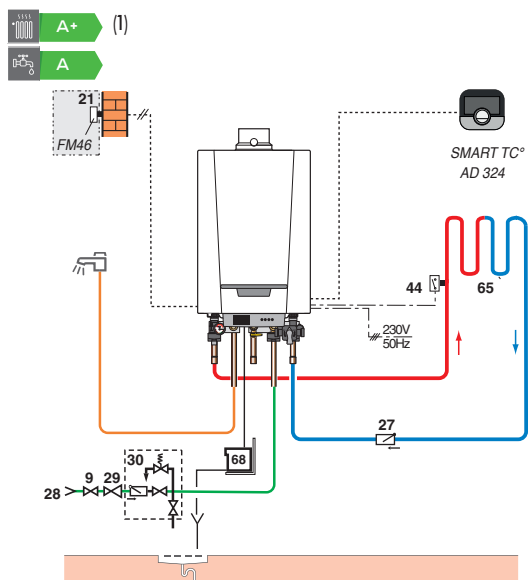 A+ (1)
A
21
FM46
SMART TC°
AD 324
44
65
230V
50Hz
27
30
68
9
29
28